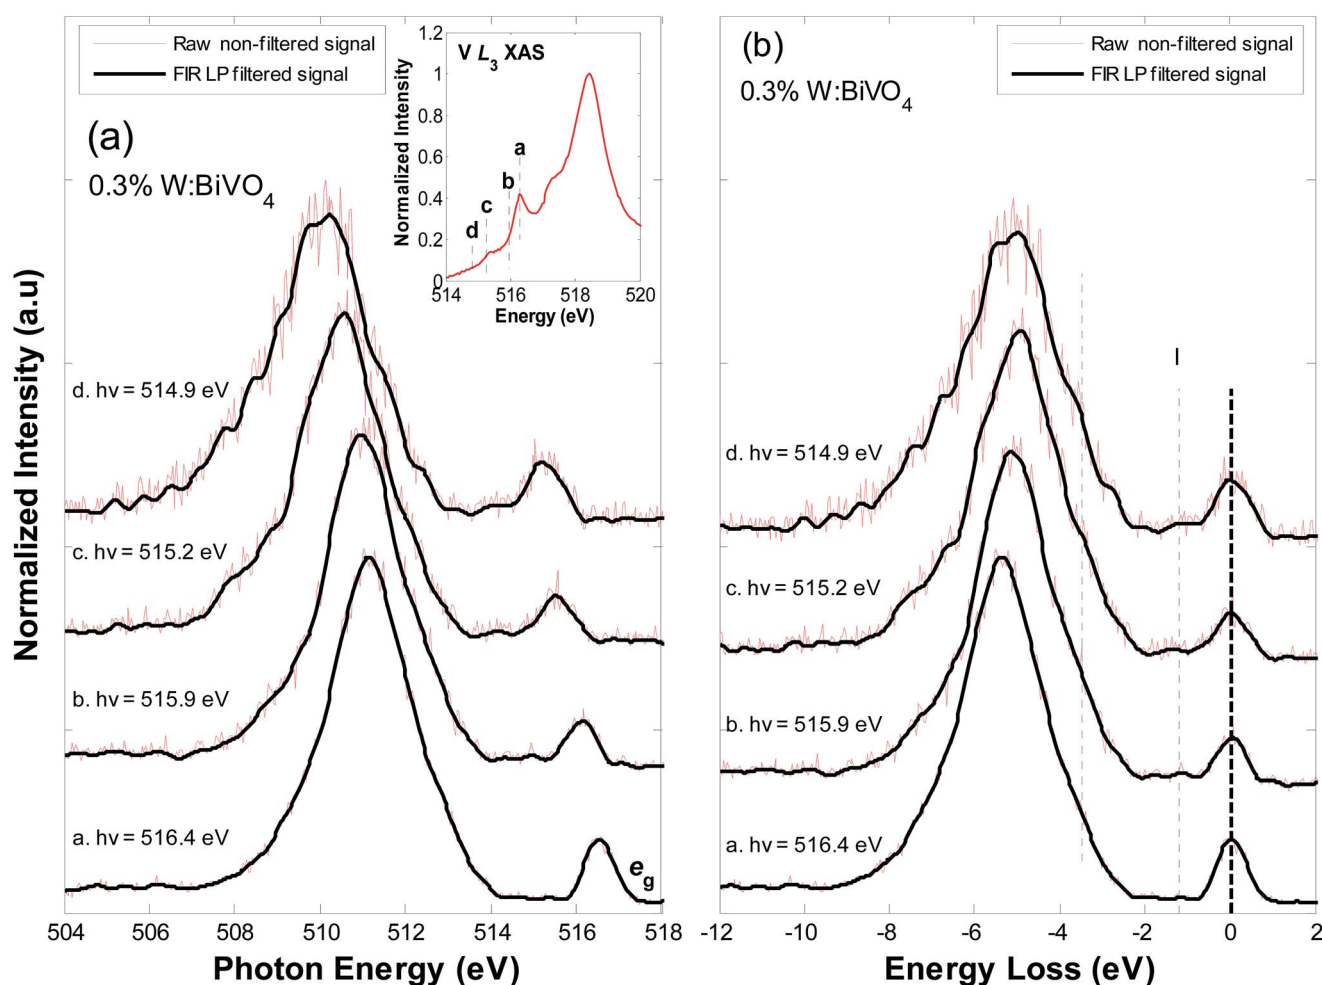 Raw non-filtered signal
FIR LP filtered signal
(a)
0.3% W:BiVO4
Normalized Intensity (a.u)
d. hν = 514.9 eV
c. hν = 515.2 eV
b. hν = 515.9 eV
a. hν = 516.4 eV
eg
504 506 508 510 512 514 516 518
Photon Energy (eV)
V L3 XAS
Normalized Intensity
1.2
1
0.8
0.6
0.4
0.2
0
a
b
c
d
514 516 518 520
Energy (eV)
(b)
0.3% W:BiVO4
Raw non-filtered signal
FIR LP filtered signal
I
d. hν = 514.9 eV
c. hν = 515.2 eV
b. hν = 515.9 eV
a. hν = 516.4 eV
-12 -10 -8 -6 -4 -2 0 2
Energy Loss (eV)